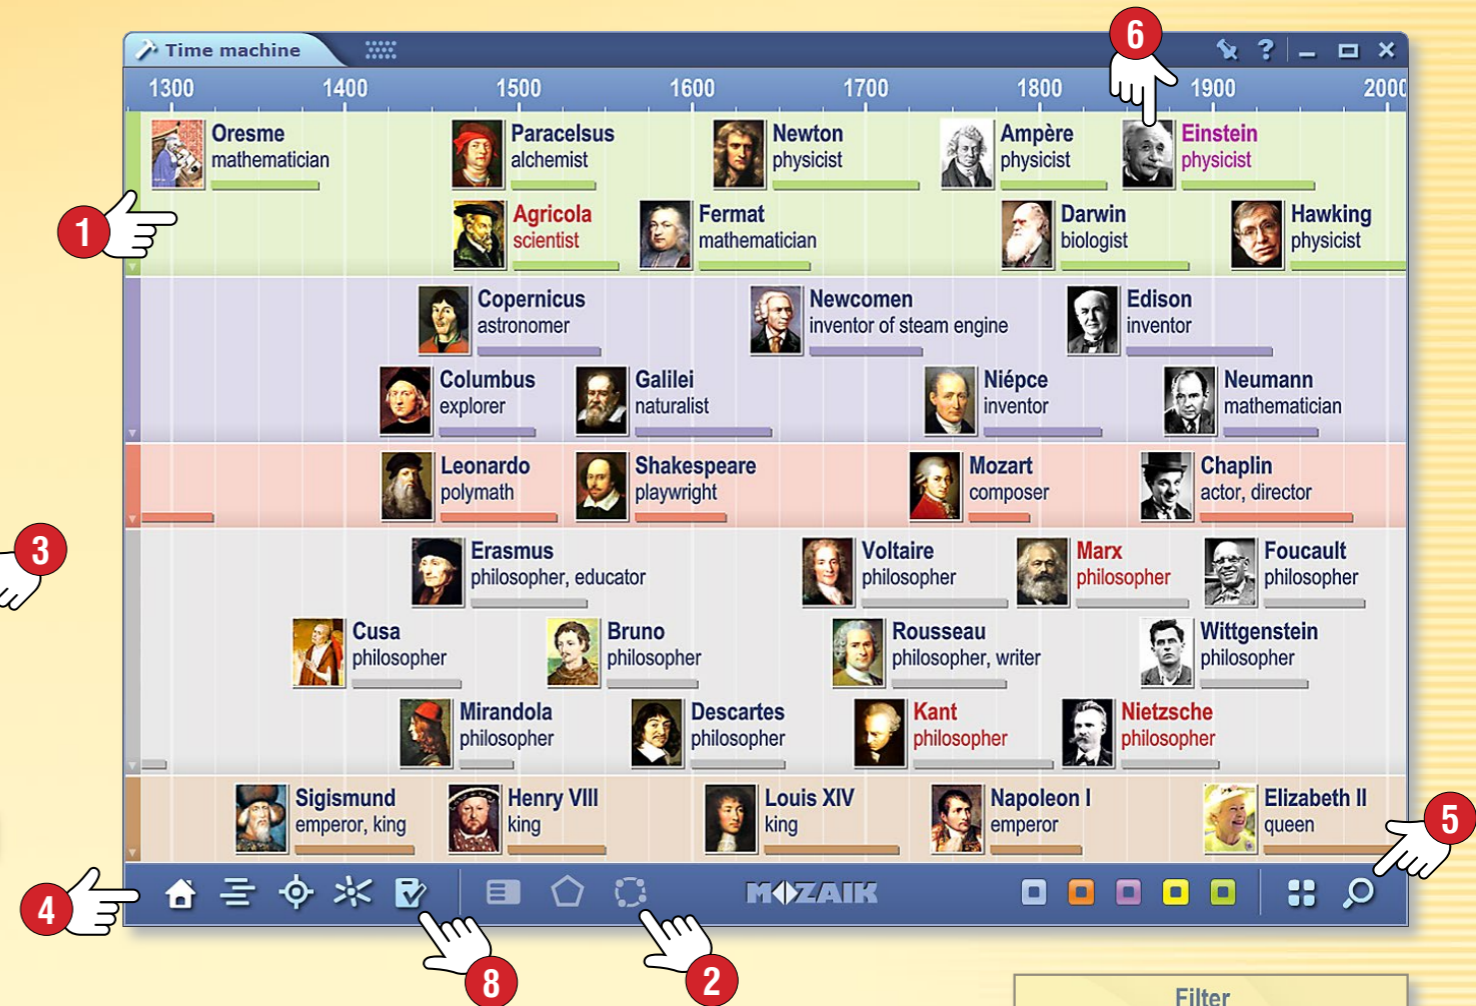 6
Time machine
?
1300 1400 1500 1600 1700 1800 1900 2000
Oresme
mathematician
Paracelsus
alchemist
Newton
physicist
Ampère
physicist
Einstein
physicist
1
Agricola
scientist
Fermat
mathematician
Darwin
biologist
Hawking
physicist
Copernicus
astronomer
Newcomen
inventor of steam engine
Edison
inventor
Columbus
explorer
Galilei
naturalist
Niépce
inventor
Neumann
mathematician
Leonardo
polymath
Shakespeare
playwright
Mozart
composer
Chaplin
actor, director
3
Erasmus
philosopher, educator
Voltaire
philosopher
Marx
philosopher
Foucault
philosopher
Cusa
philosopher
Bruno
philosopher
Rousseau
philosopher, writer
Wittgenstein
philosopher
Mirandola
philosopher
Descartes
philosopher
Kant
philosopher
Nietzsche
philosopher
Sigismund
emperor, king
Henry VIII
king
Louis XIV
king
Napoleon I
emperor
Elizabeth II
queen
5
4
MOZAIK
8
2
Filter